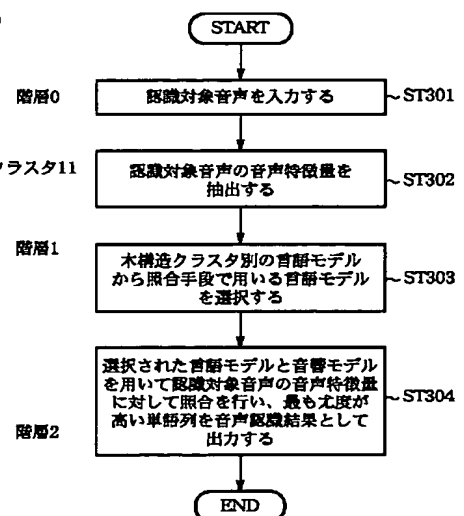 START
階層0
認識対象音声を入力する
ST301
ラスタ11
認識対象音声の音声特徴量を
抽出する
ST302
階層1
木構造クラスタ別の言語モデル
から照合手段で用いる言語モデル
を選択する
ST303
選択された言語モデルと音響モデル
を用いて認識対象音声の音声特徴量
に対して照合を行い、最も尤度が
高い単語列を音声認識結果として
出力する
ST304
階層2
END